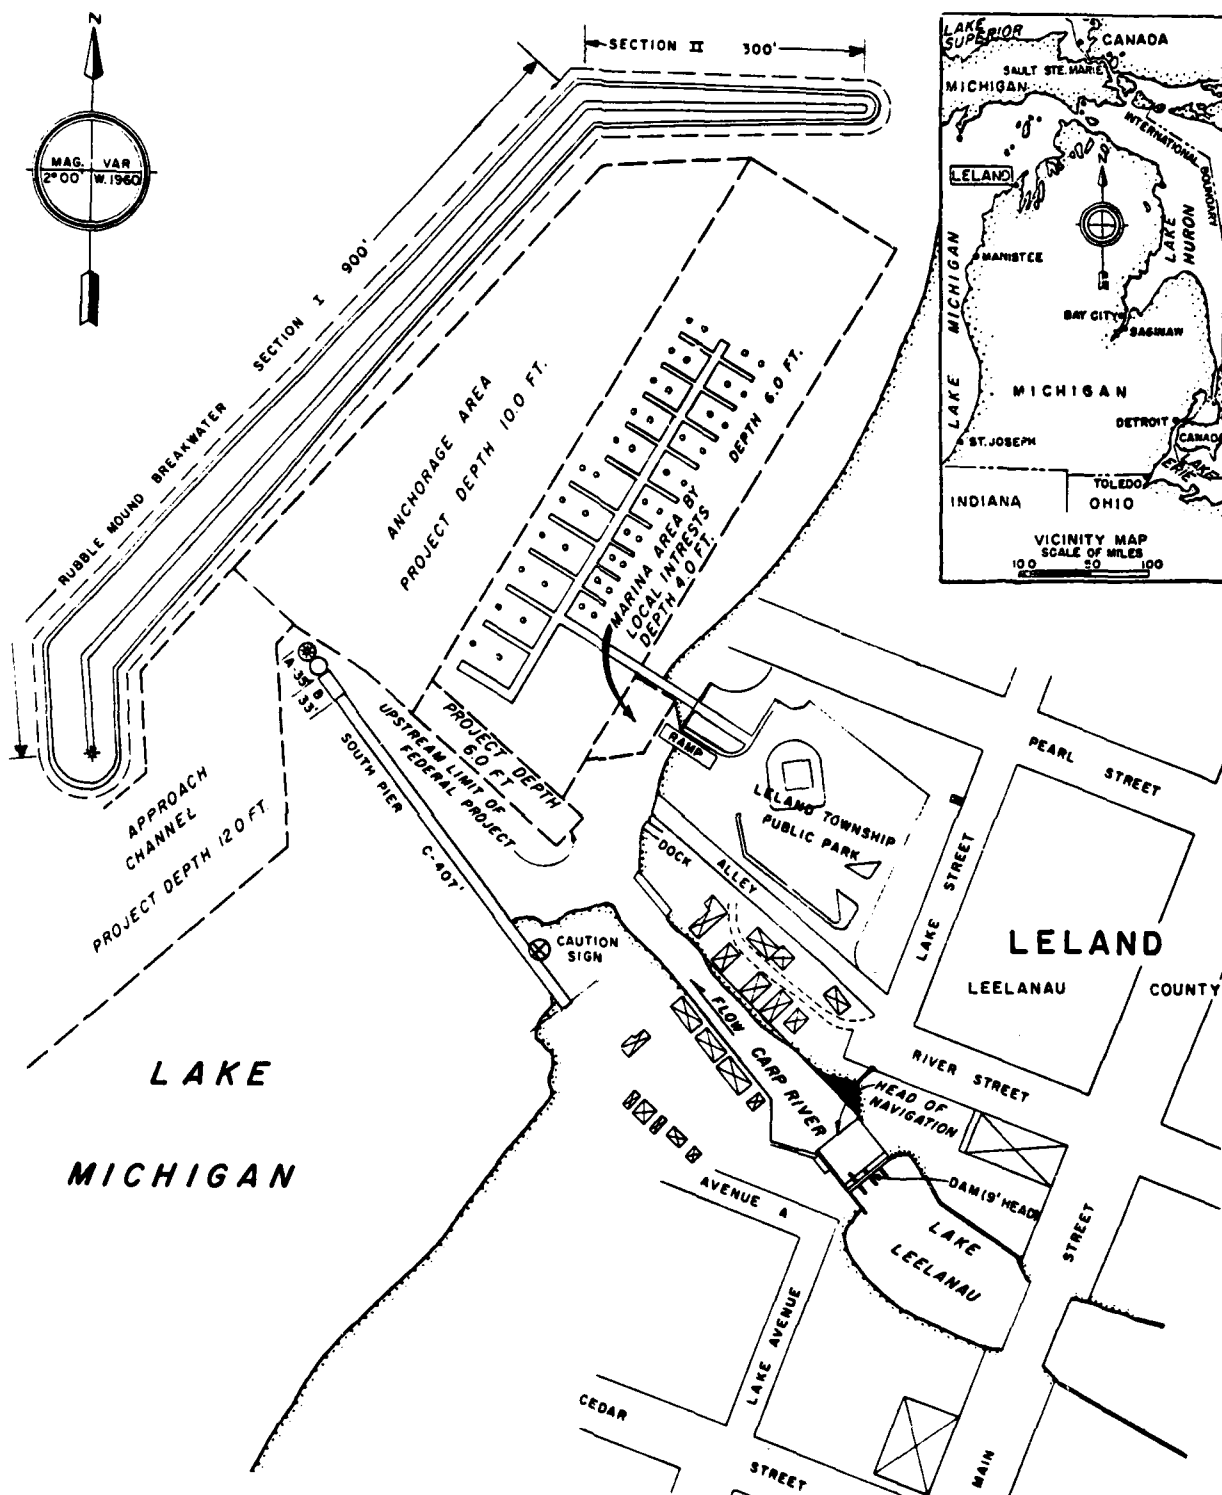 N
MAG. VAR
2° 00' W. 1960
SECTION II 300'
RUBBLE MOUND BREAKWATER SECTION I 900'
ANCHORAGE AREA
PROJECT DEPTH 10.0 FT.
DEPTH 6.0 FT.
MARINA AREA BY
LOCAL INTRESTS
DEPTH 4.0 FT.
A-35'
B
33'
SOUTH PIER
C-407'
UPSTREAM LIMIT OF
FEDERAL PROJECT
PROJECT DEPTH
6.0 FT
APPROACH
CHANNEL
PROJECT DEPTH 12.0 FT.
RAMP
LELAND TOWNSHIP
PUBLIC PARK
DOCK
ALLEY
LAKE STREET
PEARL STREET
LELAND
LEELANAU COUNTY
CAUTION
SIGN
FLOW
CARP RIVER
RIVER STREET
HEAD OF
NAVIGATION
DAM (9' HEAD)
LAKE
LEELANAU
LAKE
MICHIGAN
AVENUE A
LAKE AVENUE
CEDAR
STREET
MAIN
STREET
LAKE
SUPERIOR
CANADA
SAULT STE. MARIE
MICHIGAN
INTERNATIONAL BOUNDARY
LELAND
N
LAKE
HURON
MANISTEE
LAKE MICHIGAN
BAY CITY
SAGINAW
MICHIGAN
DETROIT
CANADA
ST. JOSEPH
LAKE
ERIE
TOLEDO
INDIANA
OHIO
VICINITY MAP
SCALE OF MILES
10 0 50 100